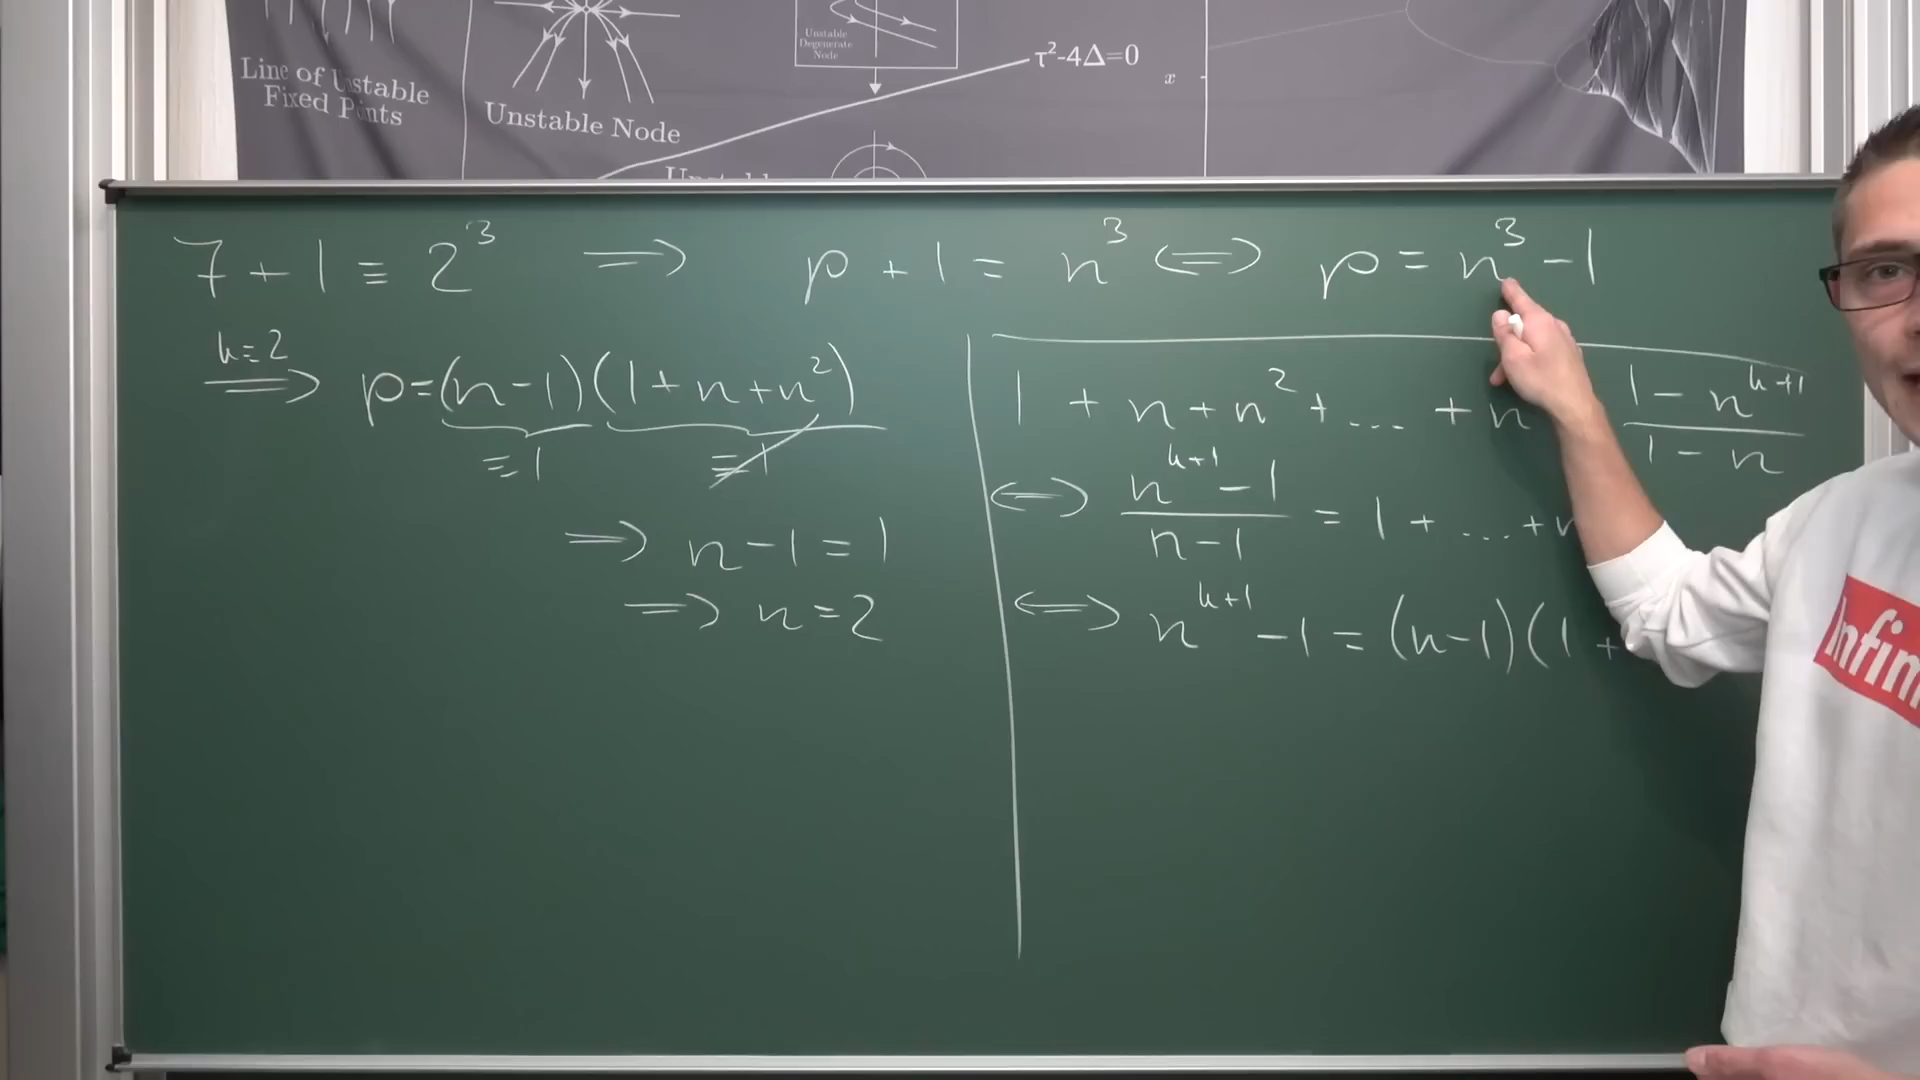 Line of Unstable
Fixed Points
Unstable Node
Unstable
Degenerate
Node
τ²-4Δ=0
x
7 + 1 ≡ 2³ ⟹ p + 1 = n³ ⟺ p = n³ - 1
k=2
⟹ p=(n-1)(1+n+n²)
≡1 ≡1
⟹ n-1=1
⟹ n=2
1 + n + n² + ... + n (1 - n^(k+1))/(1 - n)
⟺ (n^(k+1) - 1)/(n-1) = 1 + ... +
⟺ n^(k+1) - 1 = (n-1)(1 +